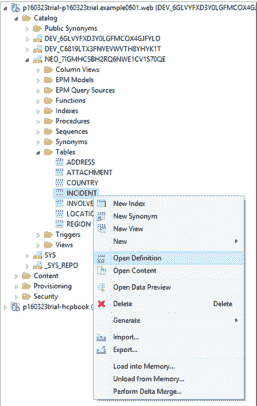 p160323trial-p160323trial.example0601.web (DEV_6GLVYFXD3Y0LGFMCOX4GJFYLO)
Catalog
Public Synonyms
DEV_6GLVYFXD3Y0LGFMCOX4GJFYLO
DEV_C6819LTX3FNYEVWVTH8YHYK1T
NEO_7IGMHCSBH2RQ6NWE1CV1S70QE
Column Views
EPM Models
EPM Query Sources
Functions
Indexes
Procedures
Sequences
Synonyms
Tables
ADDRESS
ATTACHMENT
COUNTRY
INCIDENT
INVOLVE
LOCATIO
REGION
Triggers
Views
SYS
_SYS_REPO
Content
Provisioning
Security
p160323trial-hcpbook (
New Index
New Synonym
New View
New
Open Definition
Open Content
Open Data Preview
Delete Delete
Generate
Import...
Export...
Load into Memory...
Unload from Memory...
Perform Delta Merge...